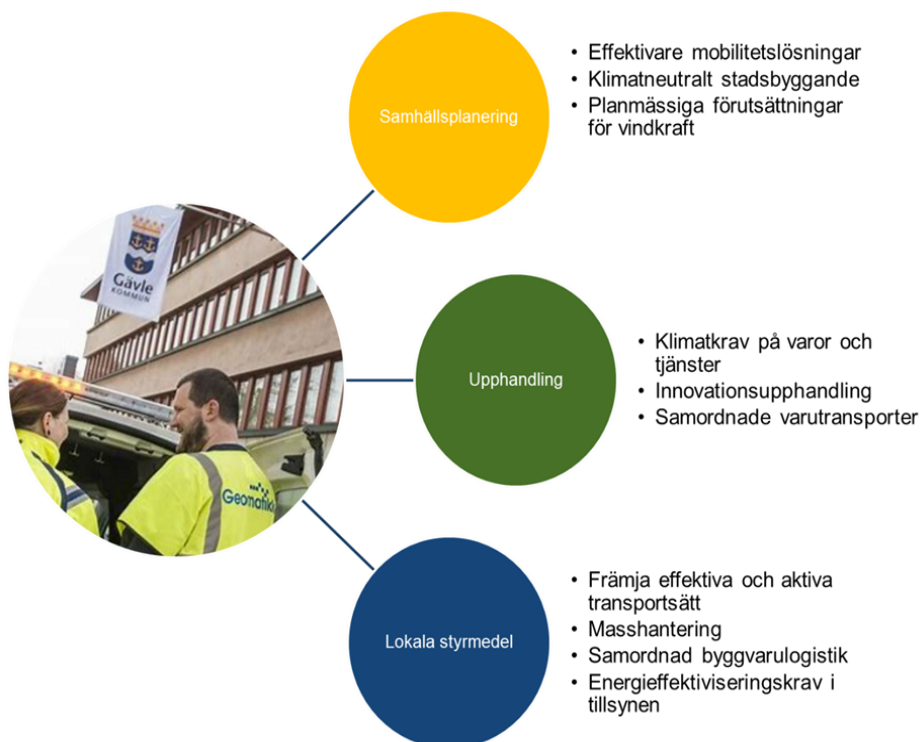 Samhällsplanering
• Effektivare mobilitetslösningar
• Klimatneutralt stadsbyggande
• Planmässiga förutsättningar
för vindkraft
Gävle
KOMMUN
Geomatikk
Upphandling
• Klimatkrav på varor och
tjänster
• Innovationsupphandling
• Samordnade varutransporter
Lokala styrmedel
• Främja effektiva och aktiva
transportsätt
• Masshantering
• Samordnad byggvarulogistik
• Energieffektiviseringskrav i
tillsynen